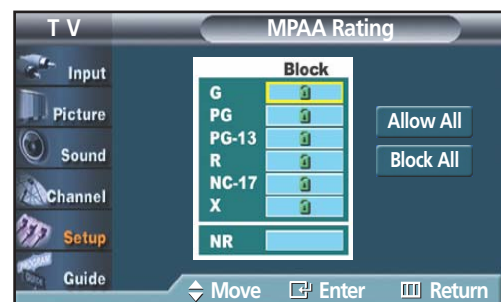 T V
MPAA Rating
Input
Picture
Sound
Channel
Setup
Guide
Block
G
PG
PG-13
R
NC-17
X
NR
Allow All
Block All
Move Enter Return